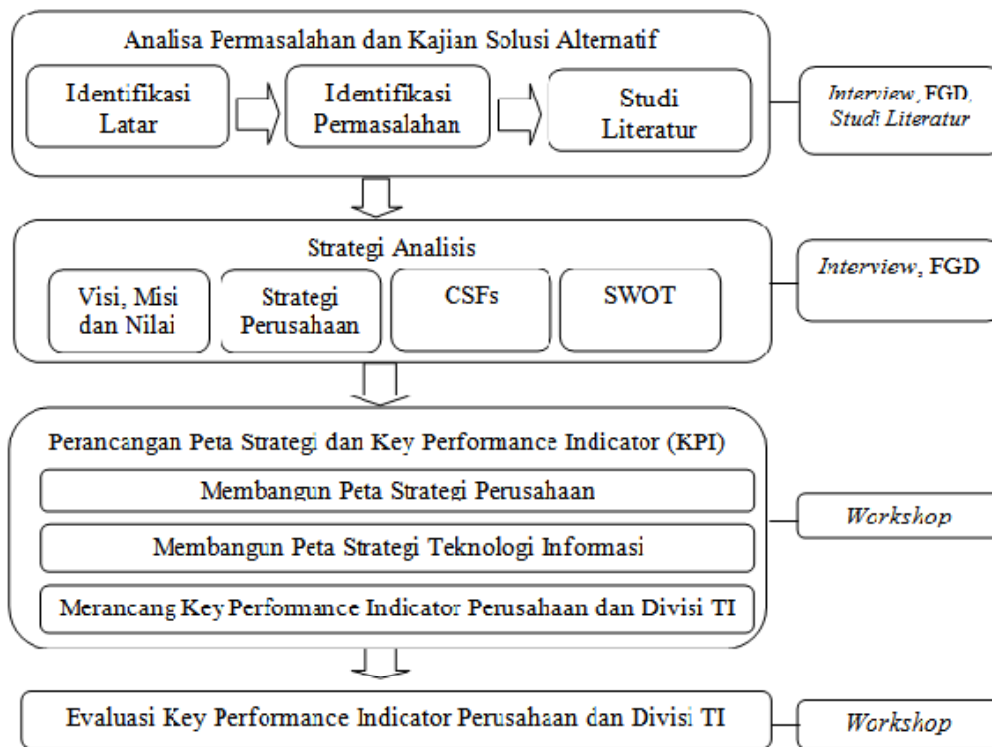 Analisa Permasalahan dan Kajian Solusi Alternatif
Identifikasi
Latar
Identifikasi
Permasalahan
Studi
Literatur
Interview, FGD,
Studi Literatur
Strategi Analisis
Visi, Misi
dan Nilai
Strategi
Perusahaan
CSFs
SWOT
Interview, FGD
Perancangan Peta Strategi dan Key Performance Indicator (KPI)
Membangun Peta Strategi Perusahaan
Membangun Peta Strategi Teknologi Informasi
Merancang Key Performance Indicator Perusahaan dan Divisi TI
Workshop
Evaluasi Key Performance Indicator Perusahaan dan Divisi TI
Workshop